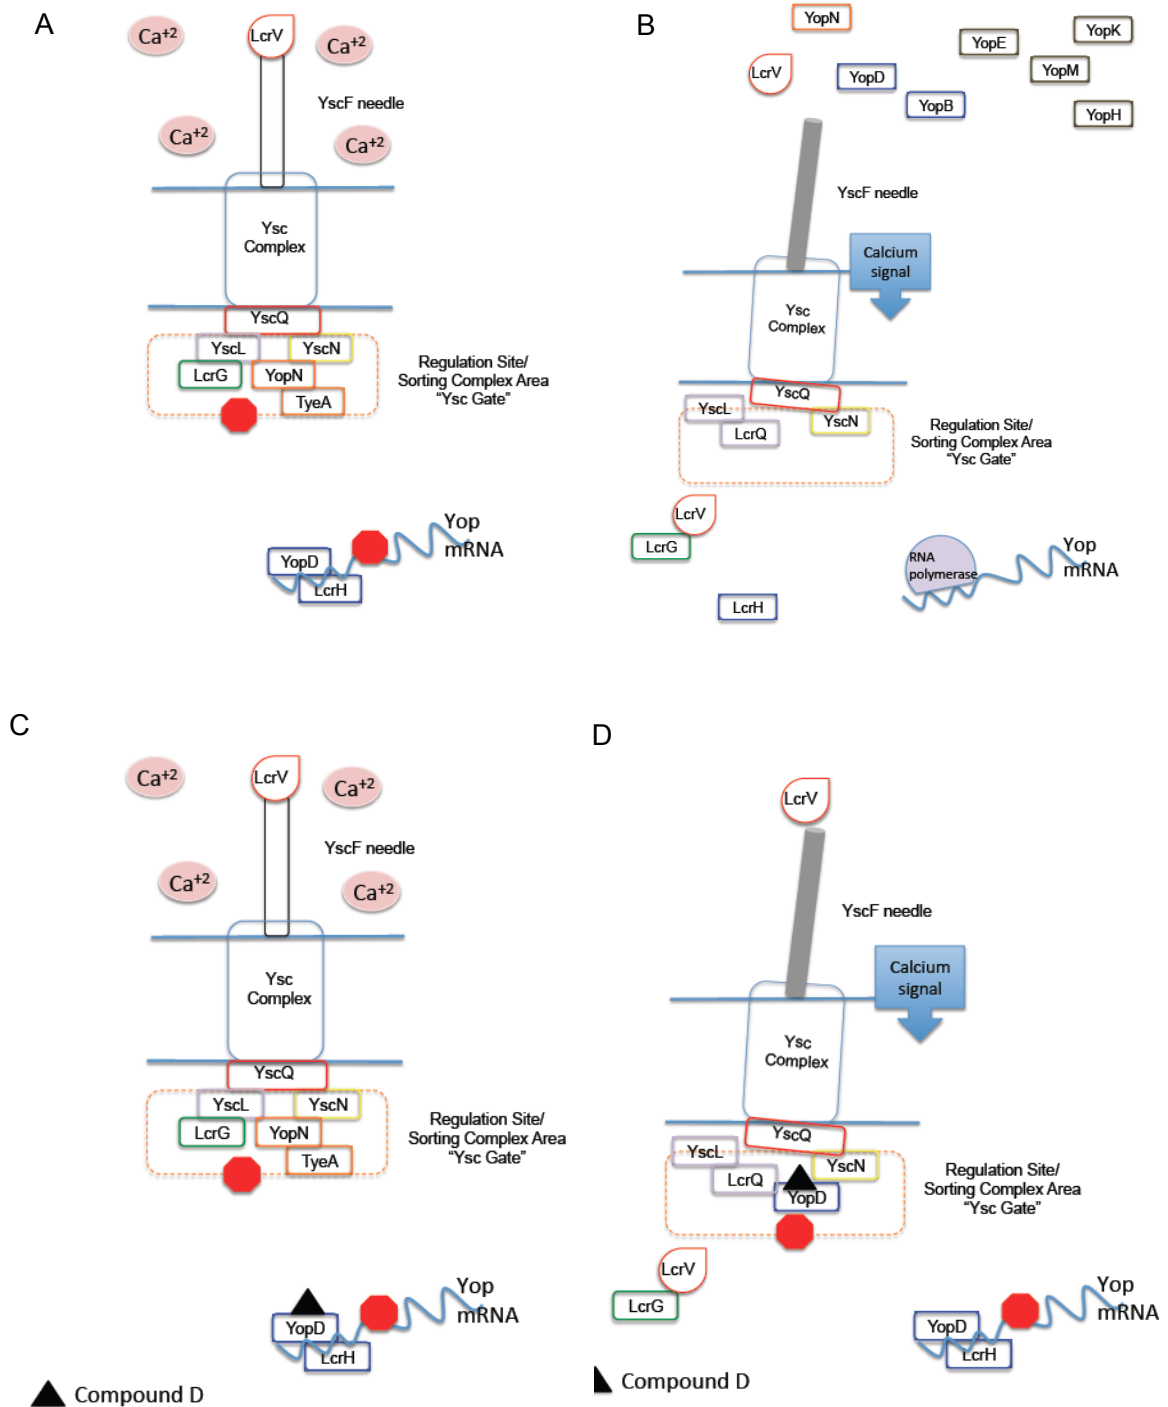 A
Ca+2
LcrV
Ca+2
YscF needle
Ca+2
Ca+2
Ysc
Complex
YscQ
YscL
YscN
LcrG
YopN
TyeA
Regulation Site/
Sorting Complex Area
“Ysc Gate”
Yop
mRNA
YopD
LcrH
B
YopN
YopK
YopE
LcrV
YopD
YopM
YopB
YopH
YscF needle
Calcium
signal
Ysc
Complex
YscQ
YscL
YscN
LcrQ
Regulation Site/
Sorting Complex Area
“Ysc Gate”
LcrV
LcrG
RNA
polymerase
Yop
mRNA
LcrH
C
Ca+2
LcrV
Ca+2
YscF needle
Ca+2
Ca+2
Ysc
Complex
YscQ
YscL
YscN
LcrG
YopN
TyeA
Regulation Site/
Sorting Complex Area
“Ysc Gate”
Yop
mRNA
YopD
LcrH
Compound D
D
LcrV
YscF needle
Calcium
signal
Ysc
Complex
YscQ
YscL
YscN
LcrQ
YopD
Regulation Site/
Sorting Complex Area
“Ysc Gate”
LcrV
LcrG
Yop
mRNA
YopD
LcrH
Compound D